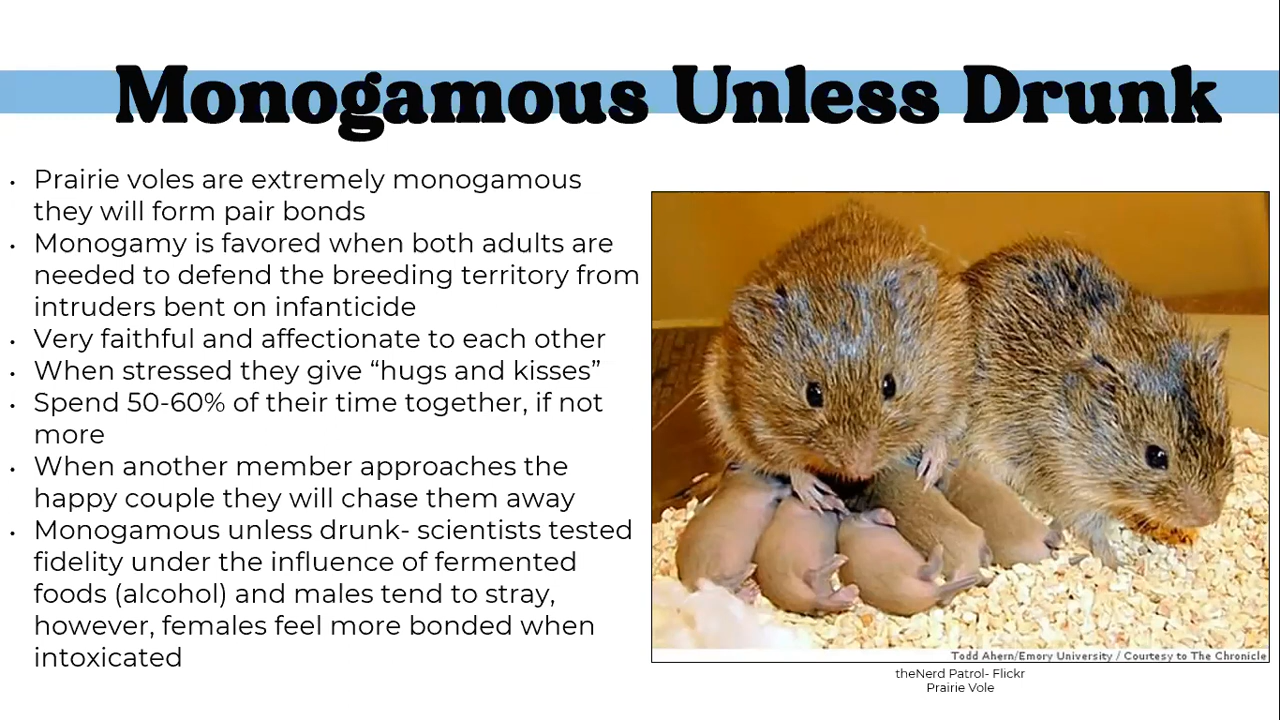 Monogamous Unless Drunk
• Prairie voles are extremely monogamous
they will form pair bonds
• Monogamy is favored when both adults are
needed to defend the breeding territory from
intruders bent on infanticide
• Very faithful and affectionate to each other
• When stressed they give “hugs and kisses”
• Spend 50-60% of their time together, if not
more
• When another member approaches the
happy couple they will chase them away
• Monogamous unless drunk- scientists tested
fidelity under the influence of fermented
foods (alcohol) and males tend to stray,
however, females feel more bonded when
intoxicated
Todd Ahern/Emory University / Courtesy to The Chronicle
theNerd Patrol- Flickr
Prairie Vole